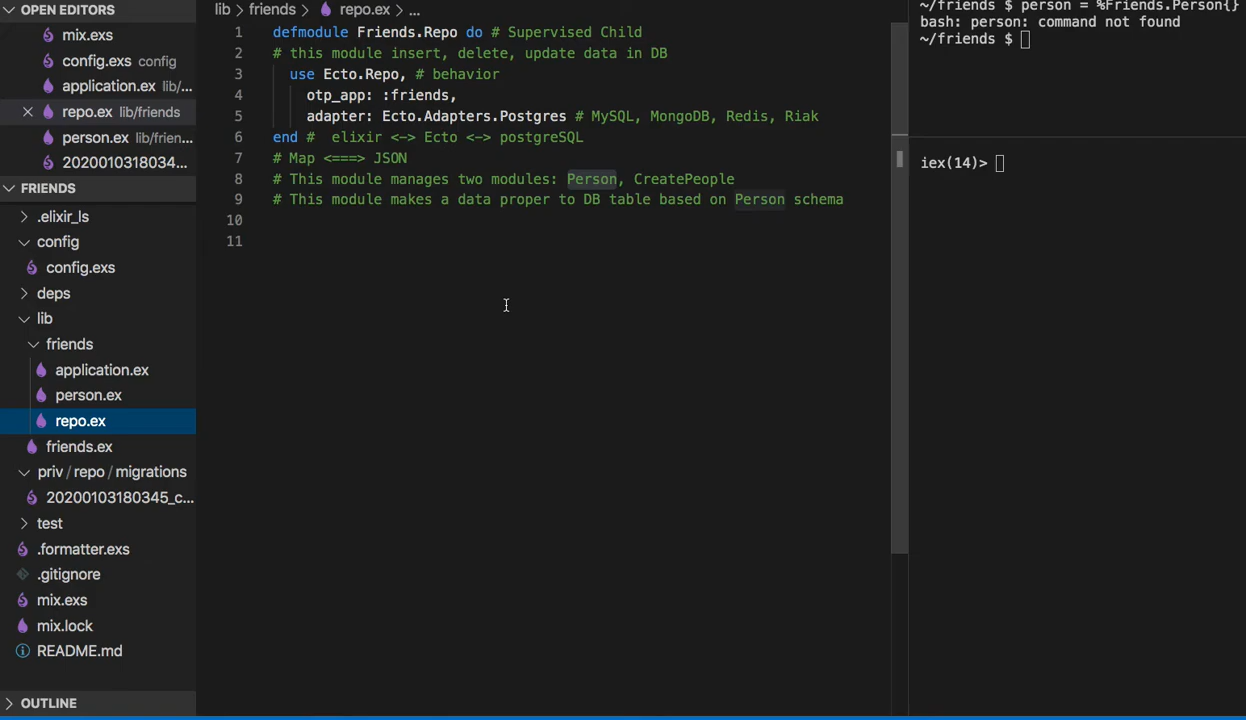 OPEN EDITORS
mix.exs
config.exs config
application.ex lib/...
repo.ex lib/friends
person.ex lib/frien...
2020010318034...
FRIENDS
.elixir_ls
config
config.exs
deps
lib
friends
application.ex
person.ex
repo.ex
friends.ex
priv / repo / migrations
20200103180345_c...
test
.formatter.exs
.gitignore
mix.exs
mix.lock
README.md
OUTLINE
lib > friends > repo.ex > ...
1 defmodule Friends.Repo do # Supervised Child
2 # this module insert, delete, update data in DB
3 use Ecto.Repo, # behavior
4 otp_app: :friends,
5 adapter: Ecto.Adapters.Postgres # MySQL, MongoDB, Redis, Riak
6 end # elixir <-> Ecto <-> postgreSQL
7 # Map <===> JSON
8 # This module manages two modules: Person, CreatePeople
9 # This module makes a data proper to DB table based on Person schema
10
11
~/friends $ person = %Friends.Person{}
bash: person: command not found
~/friends $
iex(14)>